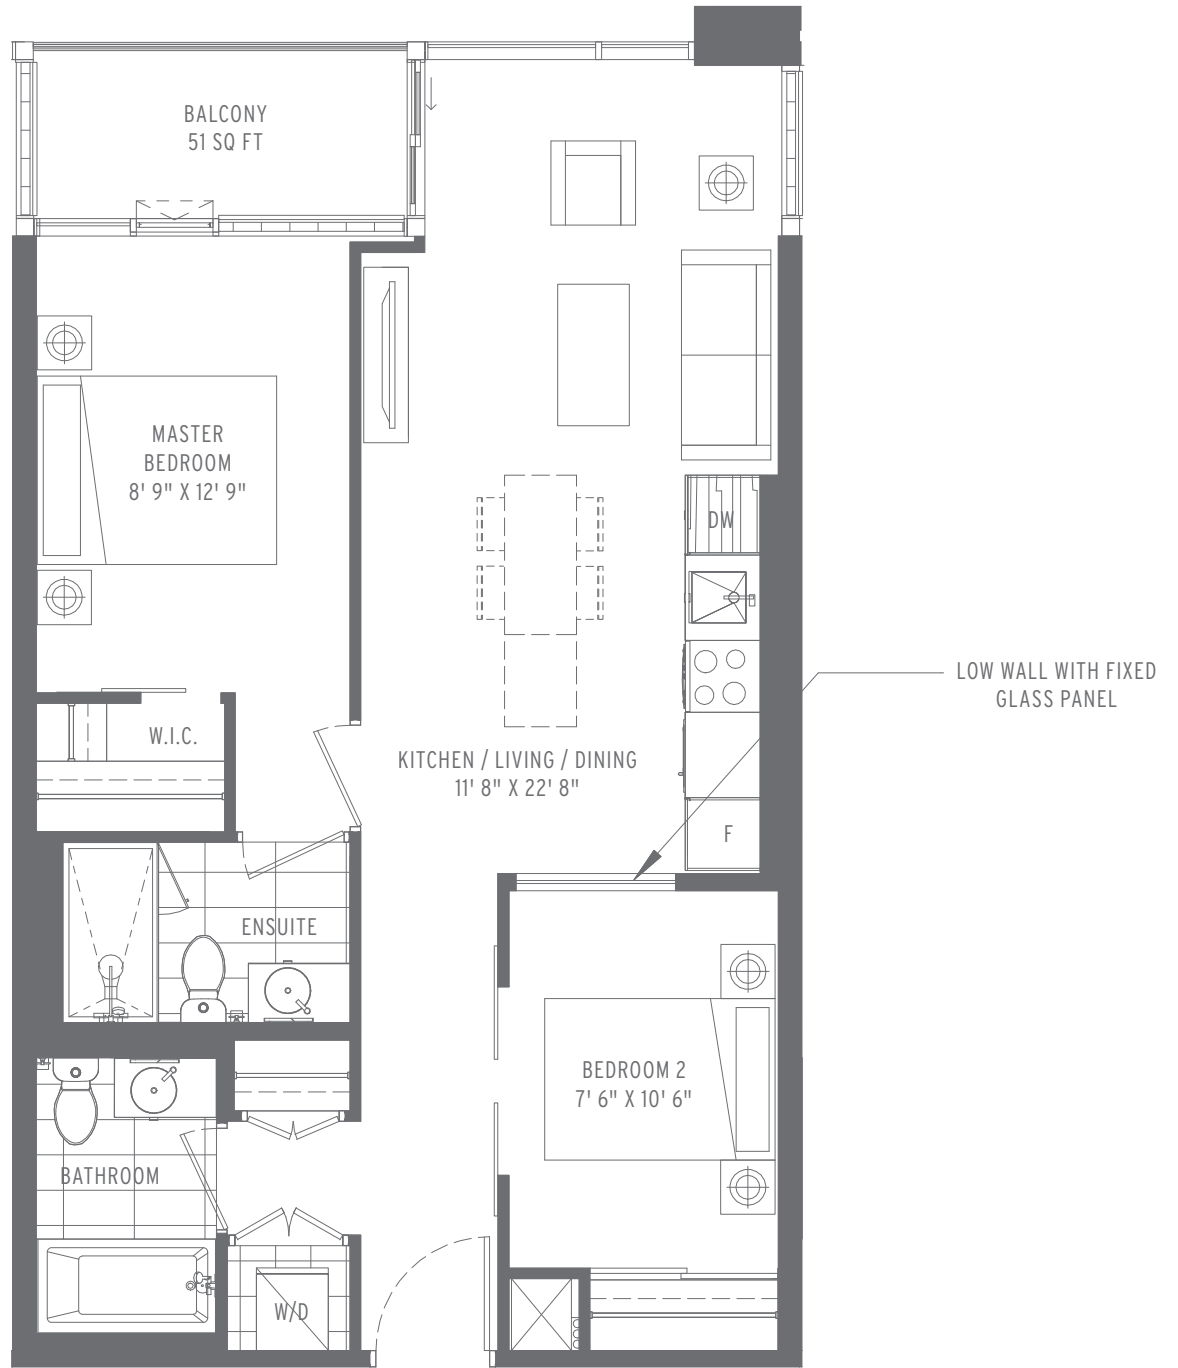 BALCONY
51 SQ FT
MASTER
BEDROOM
8' 9" X 12' 9"
DW
LOW WALL WITH FIXED
GLASS PANEL
W.I.C.
KITCHEN / LIVING / DINING
11' 8" X 22' 8"
F
ENSUITE
BEDROOM 2
7' 6" X 10' 6"
BATHROOM
W/D